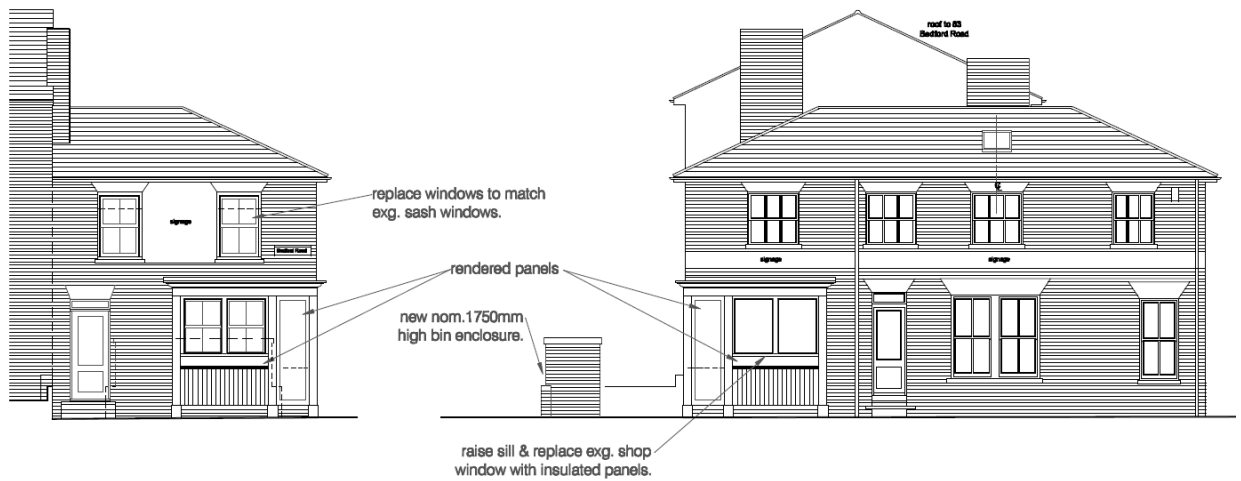 roof to 83
Bedford Road
replace windows to match
exg. sash windows.
signage
Bedford Road
rendered panels
signage
signage
new nom.1750mm
high bin enclosure.
raise sill & replace exg. shop
window with insulated panels.